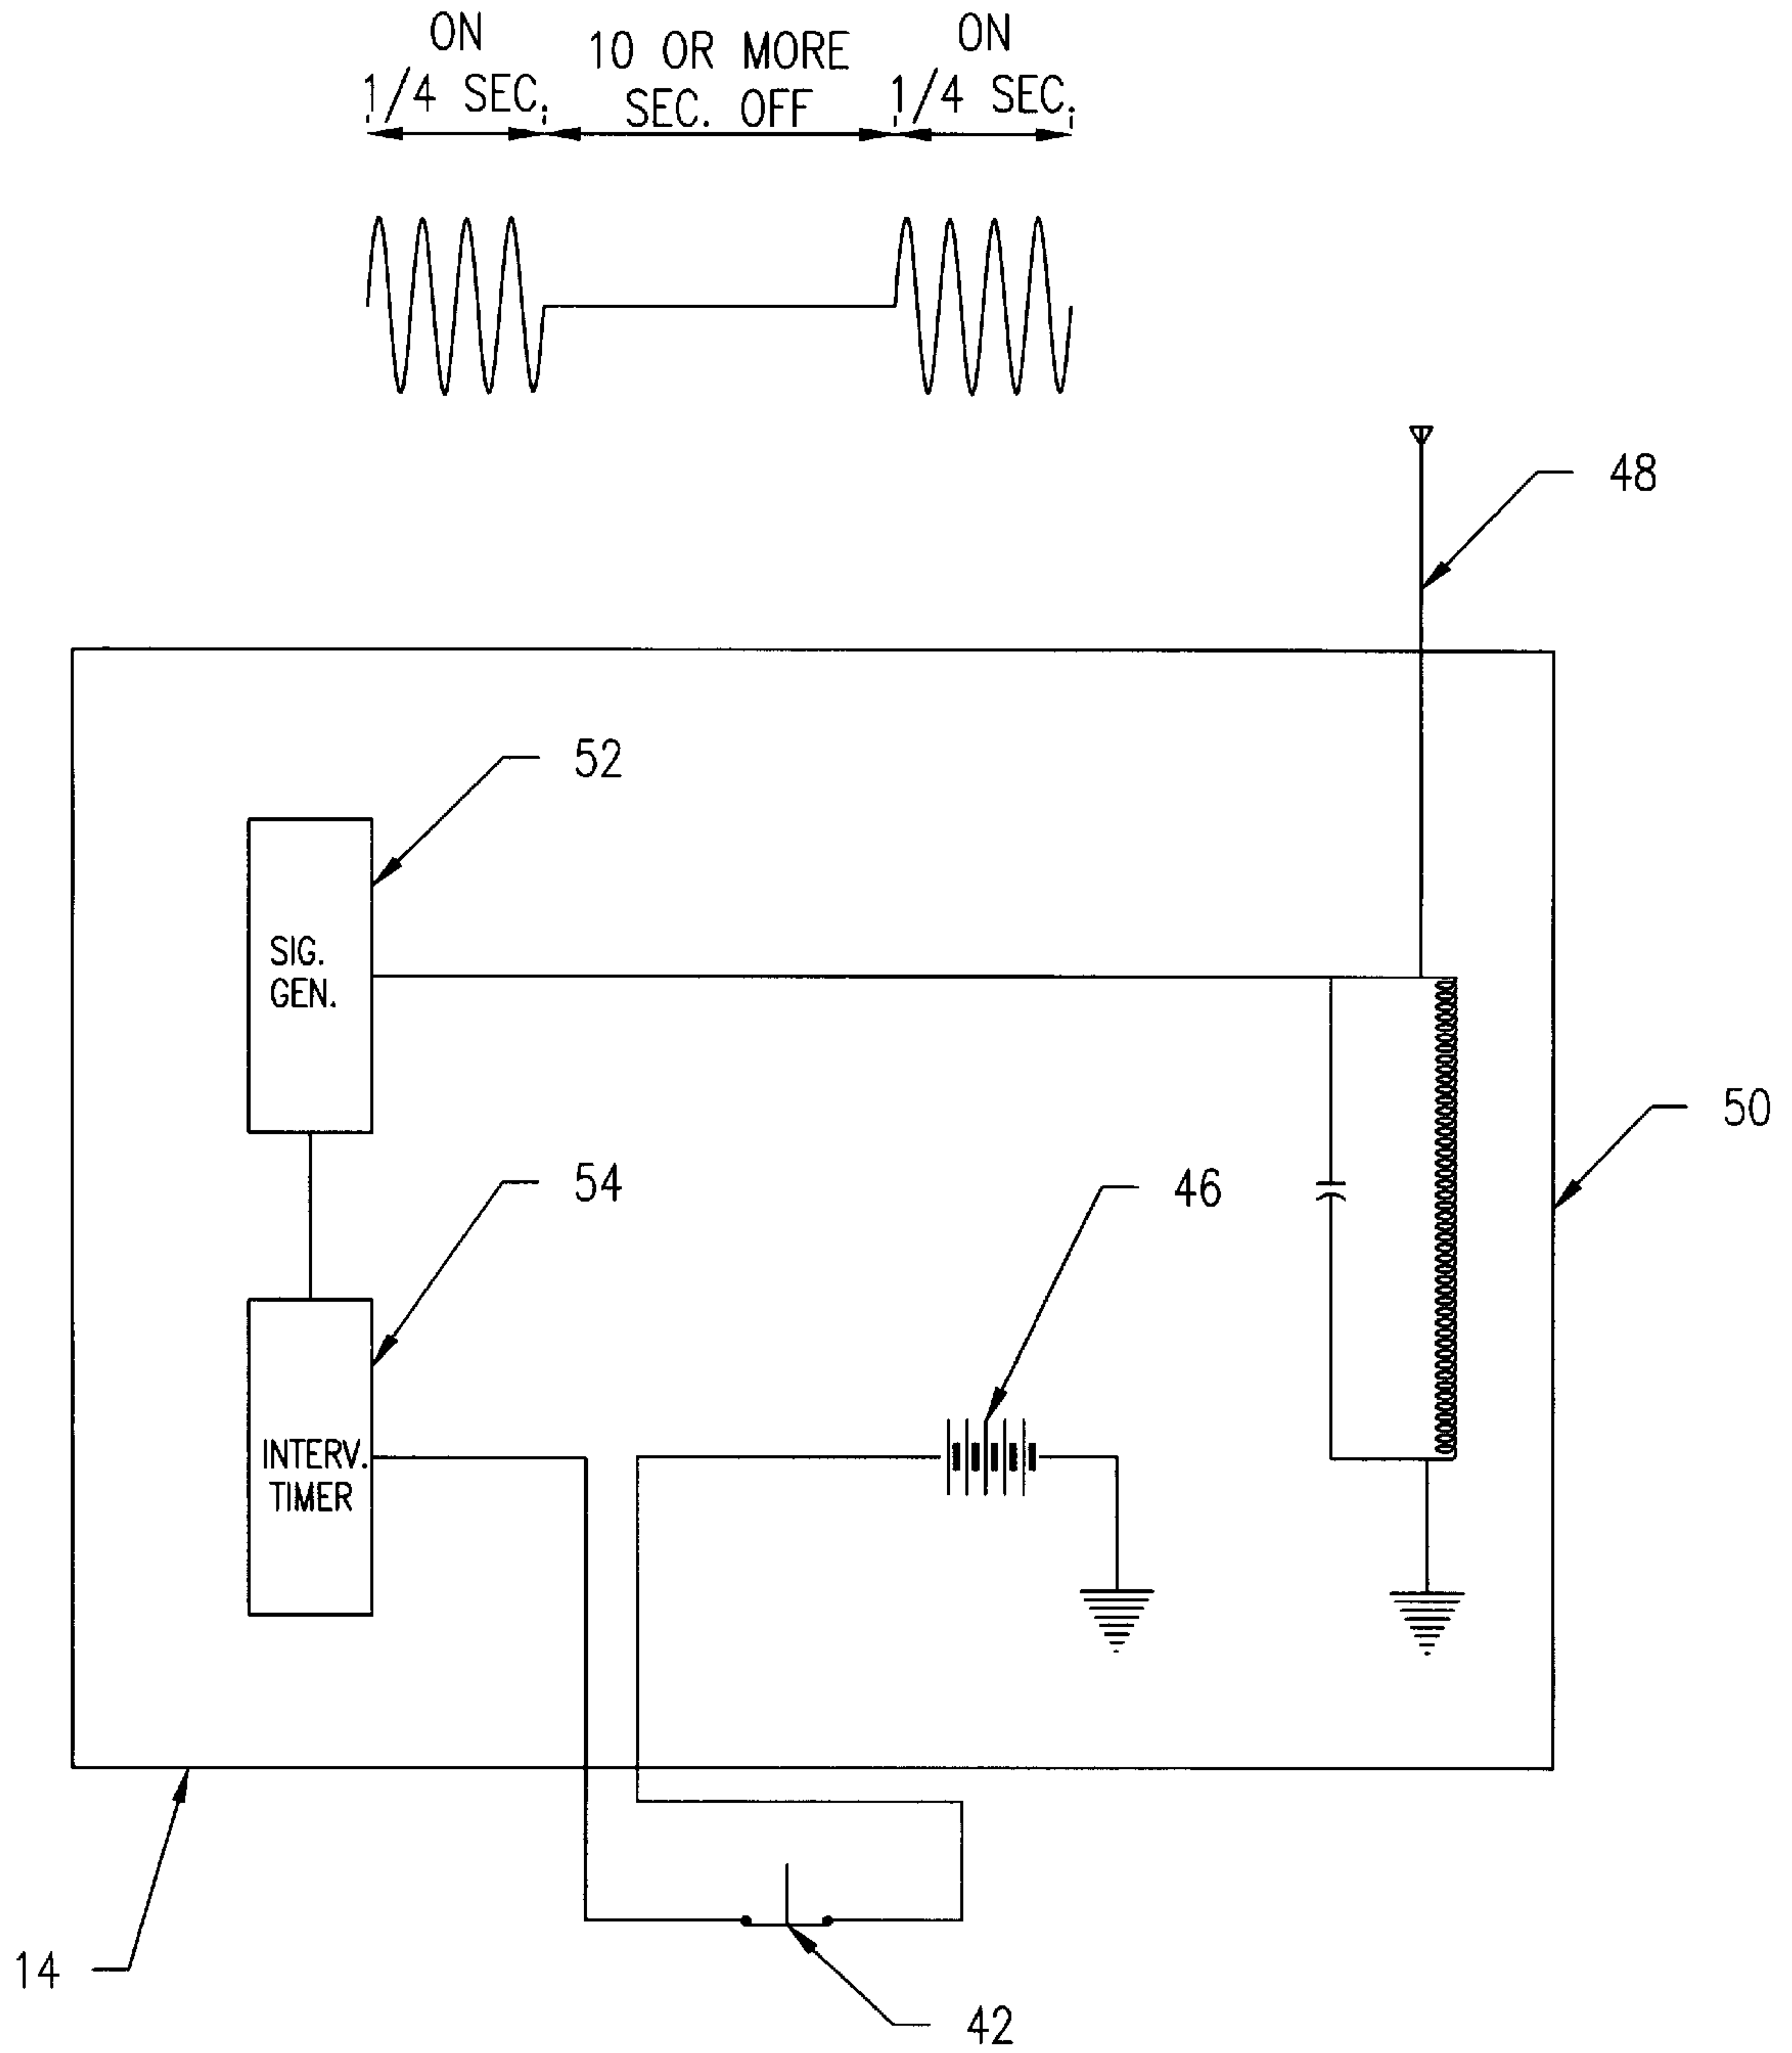 ON
1/4 SEC.
10 OR MORE
SEC. OFF
ON
1/4 SEC.
48
52
SIG.
GEN.
50
54
46
INTERV.
TIMER
14
42